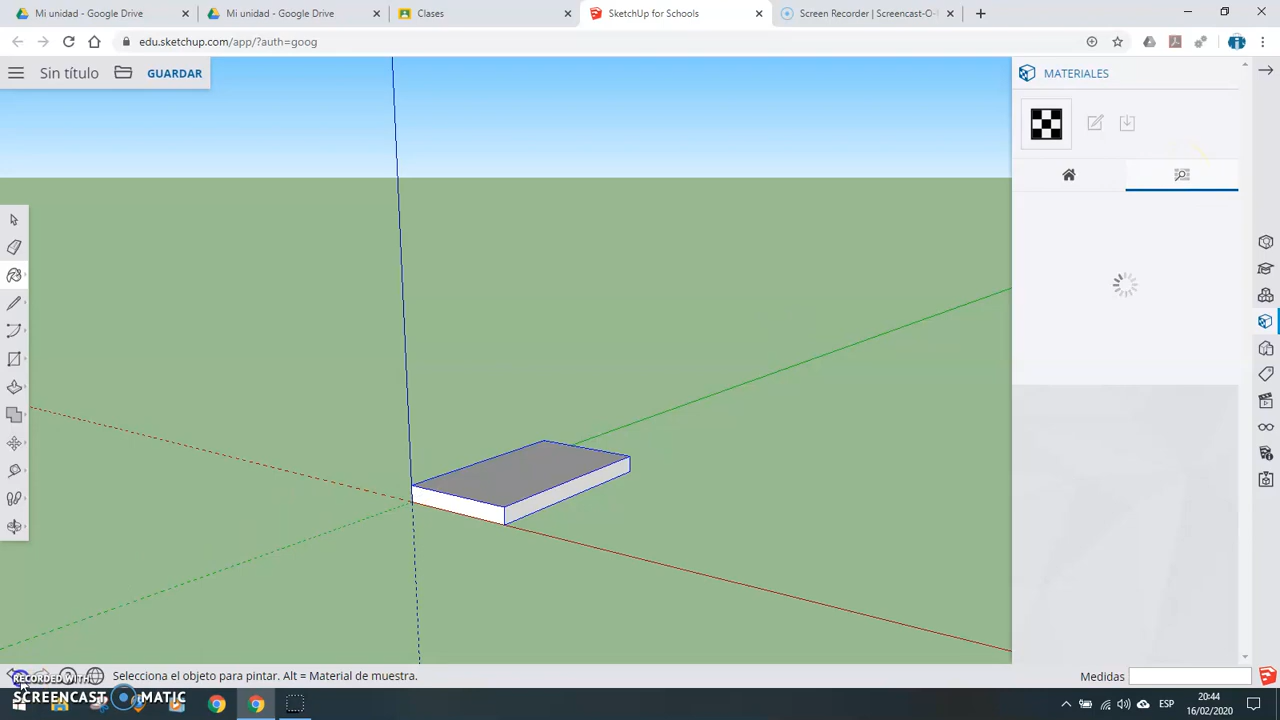 Mi unidad - Google Drive
Mi unidad - Google Drive
Clases
SketchUp for Schools
Screen Recorder | Screencast-O-
edu.sketchup.com/app/?auth=goog
Sin título
GUARDAR
MATERIALES
Selecciona el objeto para pintar. Alt = Material de muestra.
Medidas
RECORDED WITH
SCREENCAST MATIC
ESP
20:44
16/02/2020